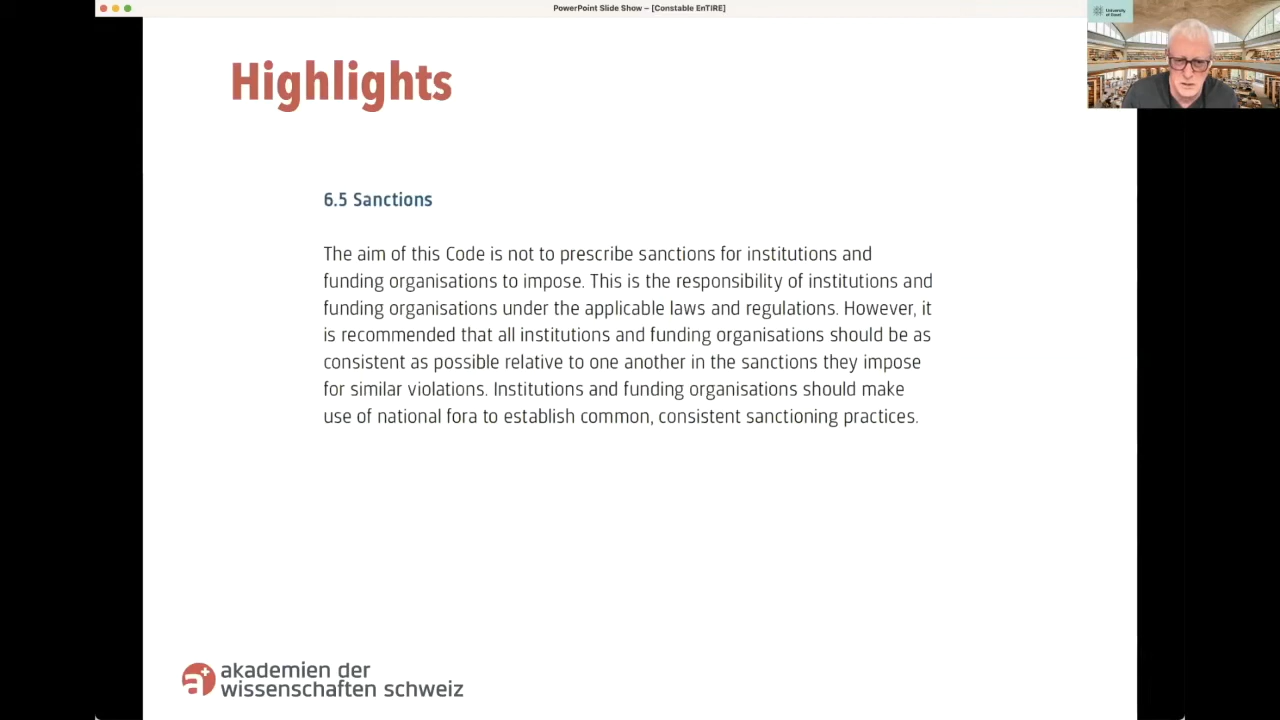 PowerPoint Slide Show – [Constable EnTIRE]
University
of Basel
Highlights
6.5 Sanctions
The aim of this Code is not to prescribe sanctions for institutions and
funding organisations to impose. This is the responsibility of institutions and
funding organisations under the applicable laws and regulations. However, it
is recommended that all institutions and funding organisations should be as
consistent as possible relative to one another in the sanctions they impose
for similar violations. Institutions and funding organisations should make
use of national fora to establish common, consistent sanctioning practices.
akademien der
wissenschaften schweiz